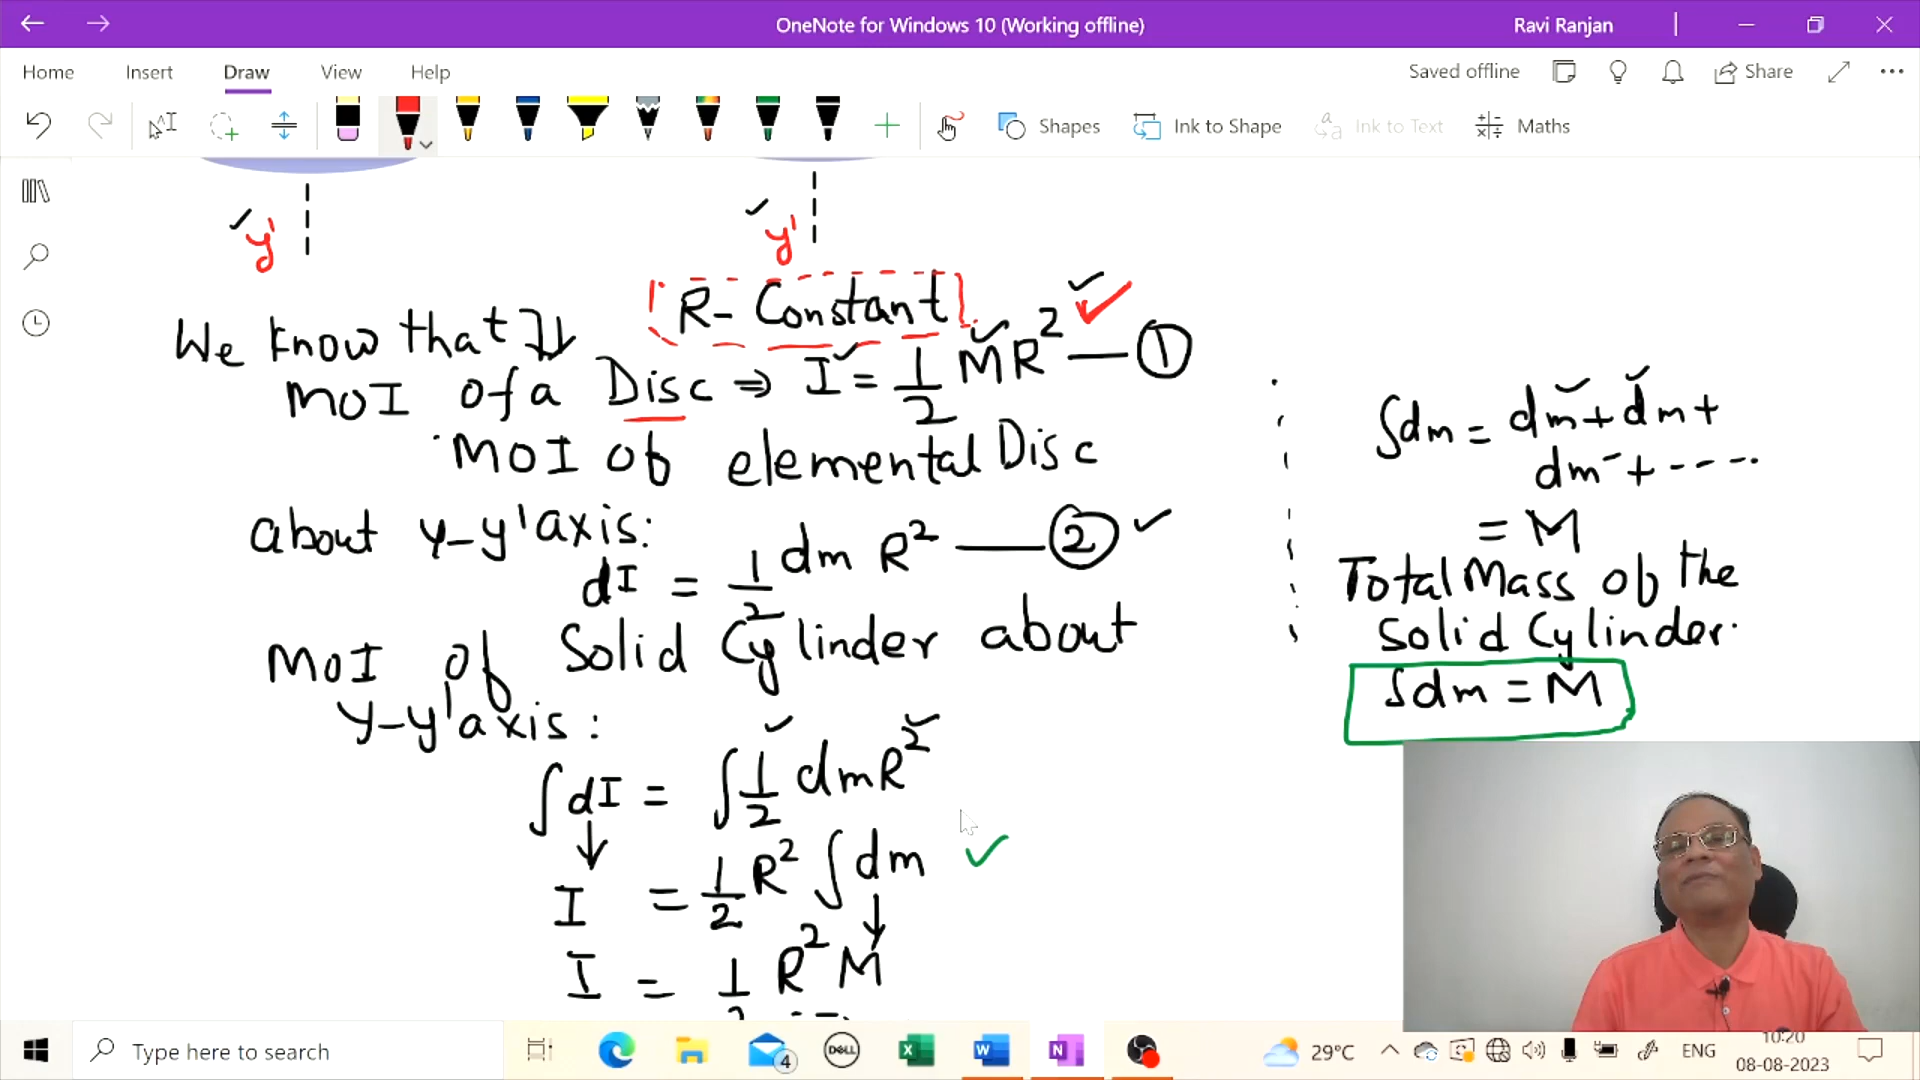 OneNote for Windows 10 (Working offline)
Ravi Ranjan
Home Insert Draw View Help
Saved offline
Share
Shapes
Ink to Shape
Ink to Text
Maths
y' y'
R- Constant
We know that
MOI of a Disc ⇒ I = 1/2 MR² — ①
MOI of elemental Disc
about y-y' axis:
dI = 1/2 dm R² — ②
MOI of Solid Cylinder about
y-y' axis:
∫dI = ∫1/2 dmR²
I = 1/2 R² ∫dm
I = 1/2 R² M
∫dm = dm + dm +
dm + ----
= M
Total Mass of the
Solid Cylinder.
∫dm = M
Type here to search
4
DELL
29°C
ENG
10:20
08-08-2023